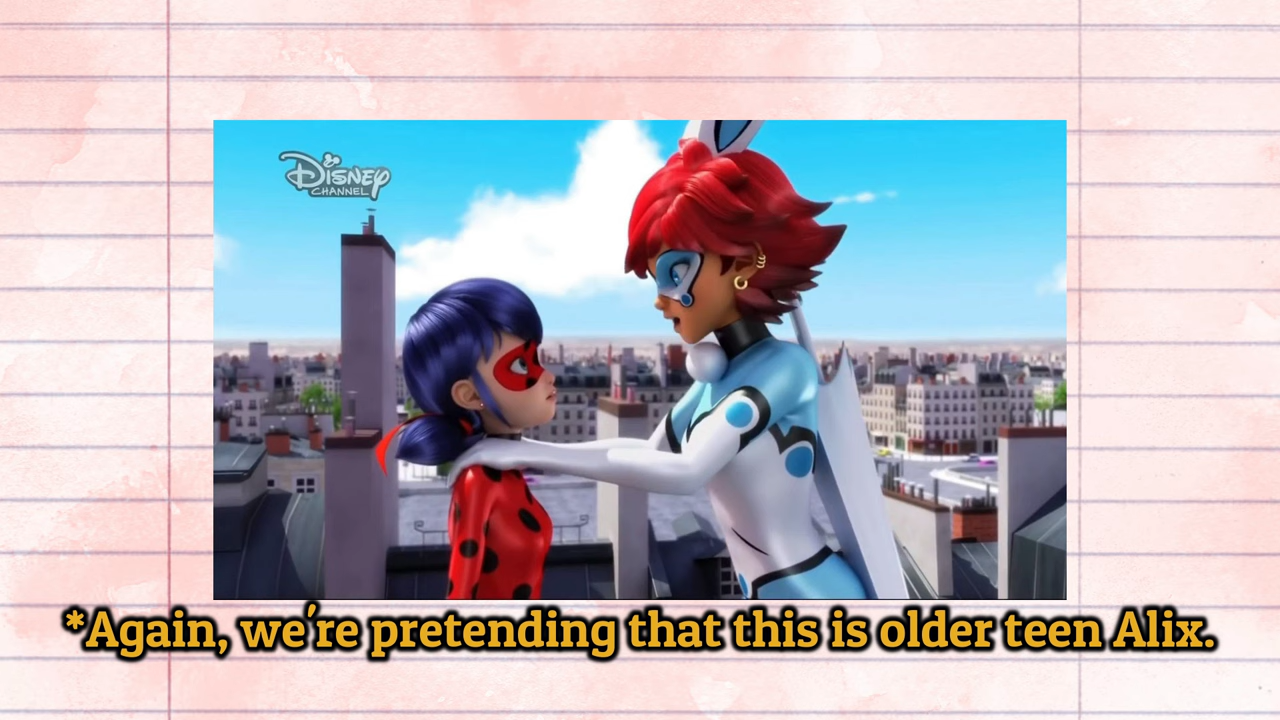 Disney
CHANNEL
*Again, we're pretending that this is older teen Alix.